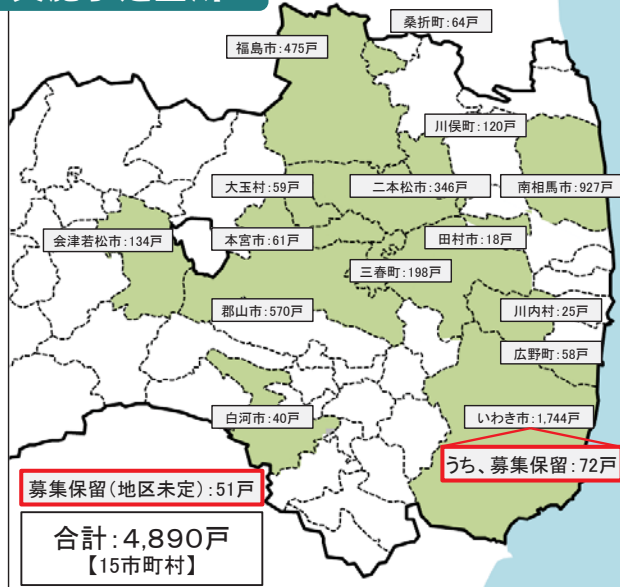 桑折町:64戸
福島市:475戸
川俣町:120戸
大玉村:59戸
二本松市:346戸
南相馬市:927戸
会津若松市:134戸
本宮市:61戸
田村市:18戸
三春町:198戸
郡山市:570戸
川内村:25戸
広野町:58戸
白河市:40戸
いわき市:1,744戸
うち、募集保留:72戸
募集保留(地区未定):51戸
合計:4,890戸
【15市町村】